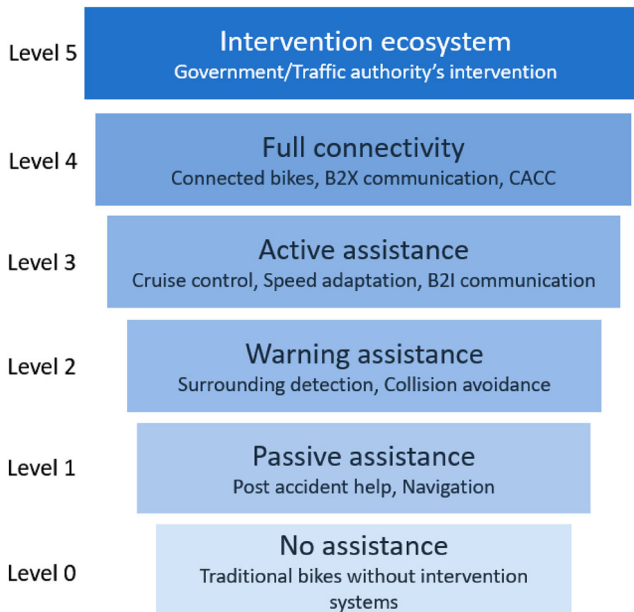 Level 5
Intervention ecosystem
Government/Traffic authority's intervention
Level 4
Full connectivity
Connected bikes, B2X communication, CACC
Level 3
Active assistance
Cruise control, Speed adaptation, B2I communication
Level 2
Warning assistance
Surrounding detection, Collision avoidance
Level 1
Passive assistance
Post accident help, Navigation
Level 0
No assistance
Traditional bikes without intervention
systems